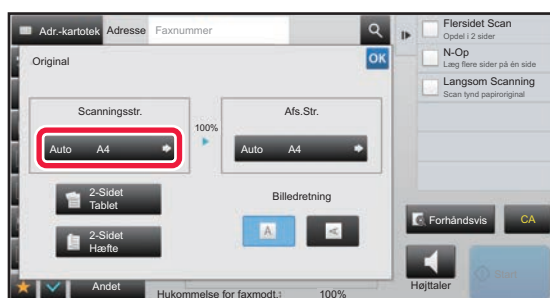 Adr.-kartotek Adresse Faxnummer
Original
OK
Scanningsstr.
Auto A4
100%
Afs.Str.
Auto A4
2-Sidet
Tablet
2-Sidet
Hæfte
Billedretning
A
A
Andet
Hukommelse for faxmodt.: 100%
Flersidet Scan
Opdel i 2 sider
N-Op
Læg flere sider på én side
Langsom Scanning
Scan tynd papiroriginal
Forhåndsvis
CA
Højttaler
Start